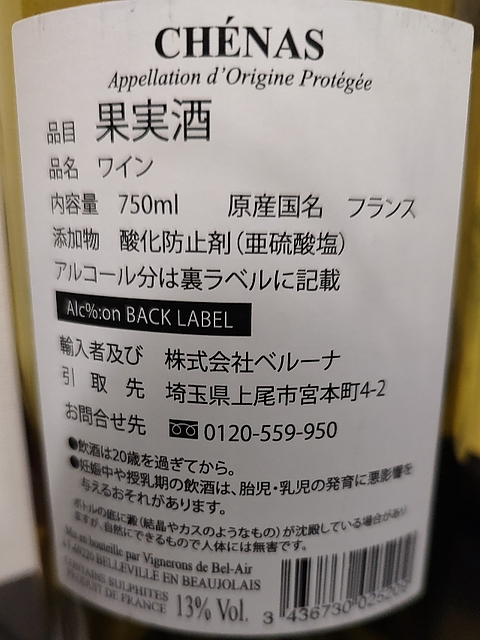 CHÉNAS
Appellation d'Origine Protégée
品目 果実酒
品名 ワイン
内容量 750ml 原産国名 フランス
添加物 酸化防止剤(亜硫酸塩)
アルコール分は裏ラベルに記載
Alc%:on BACK LABEL
輸入者及び 株式会社ベルーナ
引取先 埼玉県上尾市宮本町4-2
お問合せ先 0120-559-950
●飲酒は20歳を過ぎてから。
●妊娠中や授乳期の飲酒は、胎児・乳児の発育に悪影響を
与えるおそれがあります。
ボトルの底に澱(結晶やカスのようなもの)が沈殿している場合があり
ますが、自然にできるもので人体には無害です。
Mis en bouteille par Vignerons de Bel-Air
69220 BELLEVILLE EN BEAUJOLAIS
CONTAINS SULPHITES
PRODUIT DE FRANCE 13% Vol.
3 436730